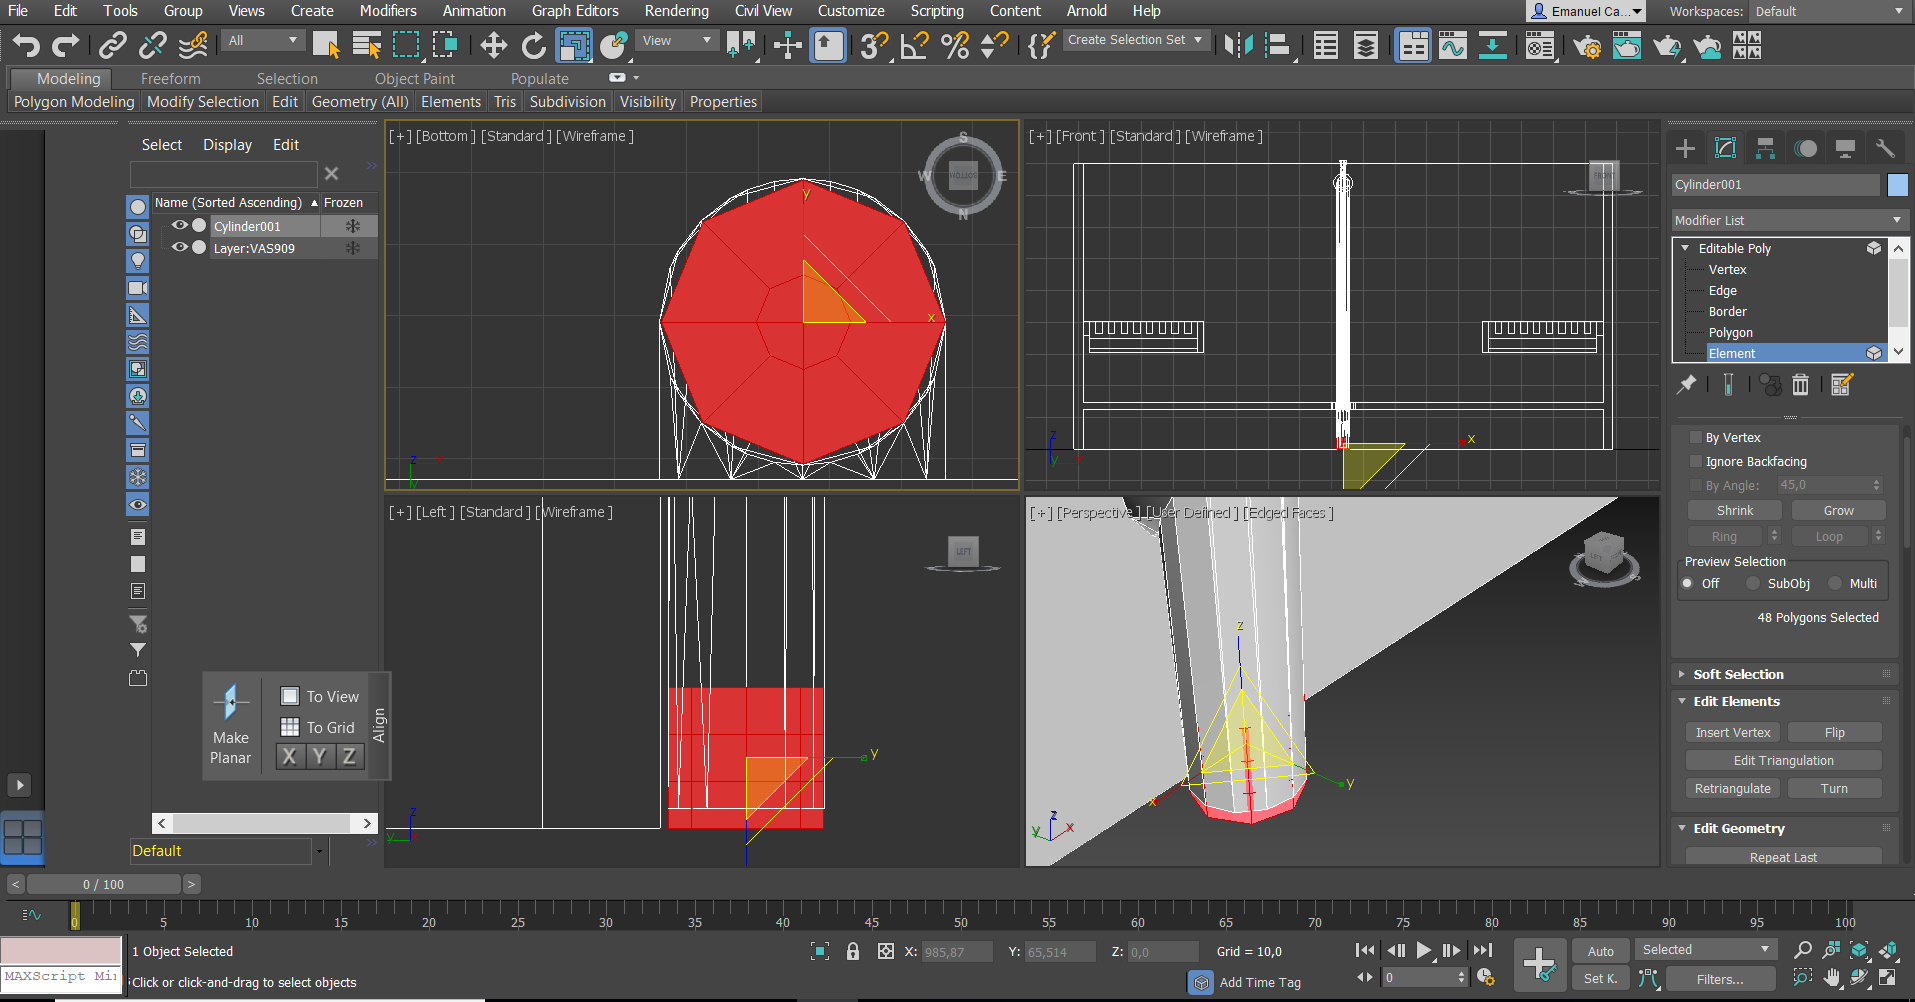 File Edit Tools Group Views Create Modifiers Animation Graph Editors Rendering Civil View Customize Scripting Content Arnold Help Emanuel Ca... Workspaces: Default
All View Create Selection Set
Modeling Freeform Selection Object Paint Populate
Polygon Modeling Modify Selection Edit Geometry (All) Elements Tris Subdivision Visibility Properties
Select Display Edit
Name (Sorted Ascending) Frozen
Cylinder001
Layer:VAS909
Make Planar
To View
To Grid
X Y Z
Align
Default
[+] [Bottom] [Standard] [Wireframe]
S
W E
N
BOTTOM
y
x
z
[+] [Front] [Standard] [Wireframe]
FRONT
z
y
x
[+] [Left] [Standard] [Wireframe]
LEFT
y
z
y
[+] [Perspective] [User Defined] [Edged Faces]
LEFT
z
x
y
z
y x
Cylinder001
Modifier List
Editable Poly
Vertex
Edge
Border
Polygon
Element
By Vertex
Ignore Backfacing
By Angle: 45,0
Shrink Grow
Ring Loop
Preview Selection
Off SubObj Multi
48 Polygons Selected
Soft Selection
Edit Elements
Insert Vertex Flip
Edit Triangulation
Retriangulate Turn
Edit Geometry
Repeat Last
< 0 / 100 >
0 5 10 15 20 25 30 35 40 45 50 55 60 65 70 75 80 85 90 95 100
1 Object Selected X: 985,87 Y: 65,514 Z: 0,0 Grid = 10,0 Auto Selected
MAXScript Mi
Click or click-and-drag to select objects Add Time Tag 0 Set K. Filters...